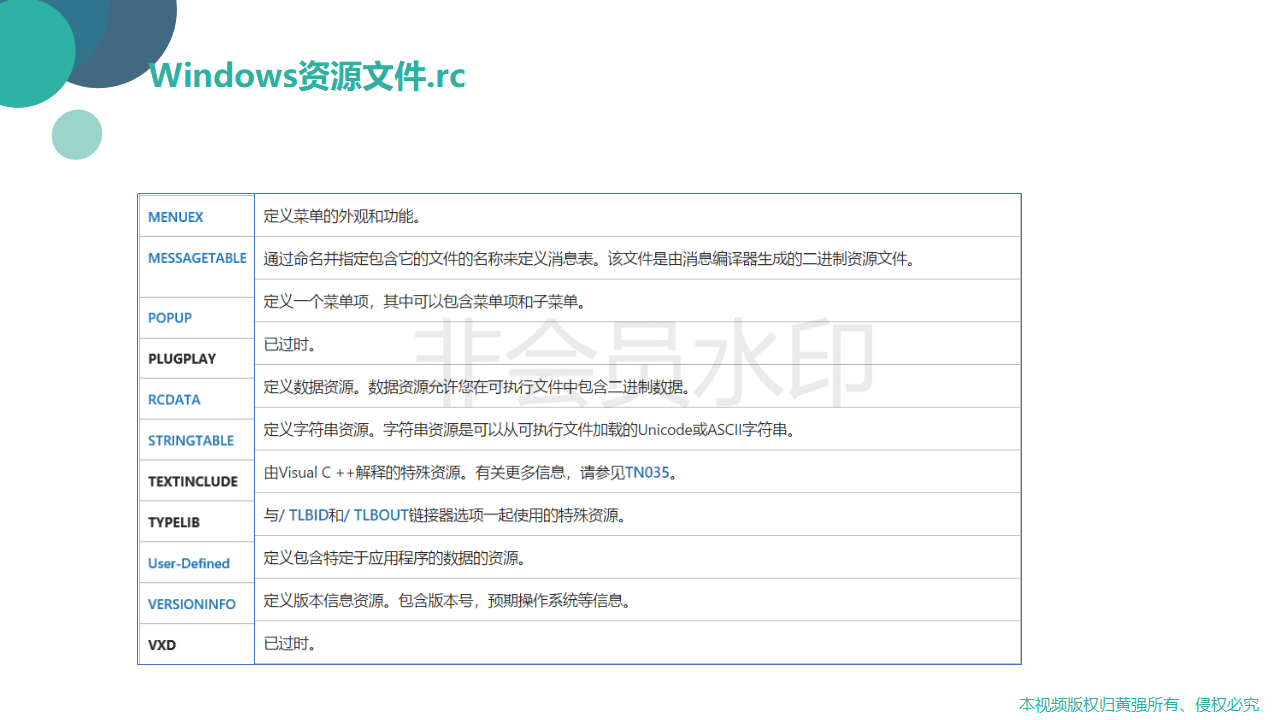 Windows资源文件.rc
MENUEX 定义菜单的外观和功能。
MESSAGETABLE 通过命名并指定包含它的文件的名称来定义消息表。该文件是由消息编译器生成的二进制资源文件。
POPUP 定义一个菜单项，其中可以包含菜单项和子菜单。
PLUGPLAY 已过时。
RCDATA 定义数据资源。数据资源允许您在可执行文件中包含二进制数据。
STRINGTABLE 定义字符串资源。字符串资源是可以从可执行文件加载的Unicode或ASCII字符串。
TEXTINCLUDE 由Visual C ++解释的特殊资源。有关更多信息，请参见TN035。
TYPELIB 与/ TLBID和/ TLBOUT链接器选项一起使用的特殊资源。
User-Defined 定义包含特定于应用程序的数据的资源。
VERSIONINFO 定义版本信息资源。包含版本号，预期操作系统等信息。
VXD 已过时。
非会员水印
本视频版权归黄强所有、侵权必究